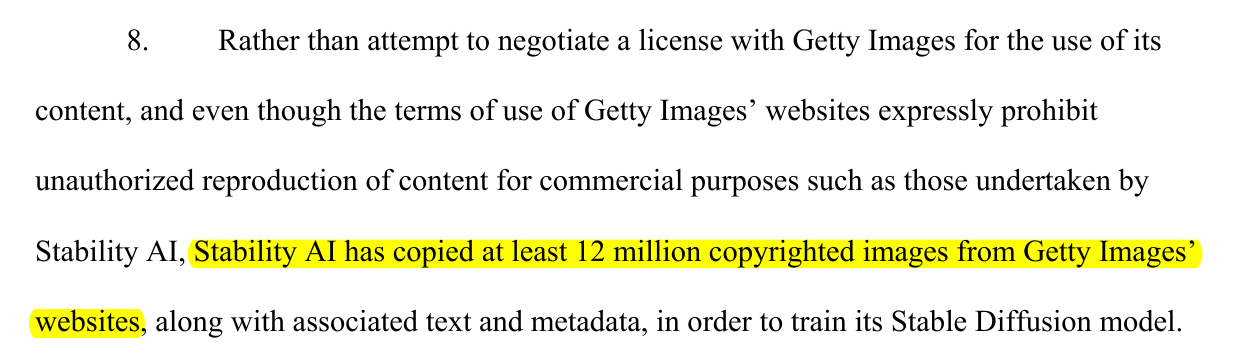 8. Rather than attempt to negotiate a license with Getty Images for the use of its
content, and even though the terms of use of Getty Images’ websites expressly prohibit
unauthorized reproduction of content for commercial purposes such as those undertaken by
Stability AI, Stability AI has copied at least 12 million copyrighted images from Getty Images’
websites, along with associated text and metadata, in order to train its Stable Diffusion model.